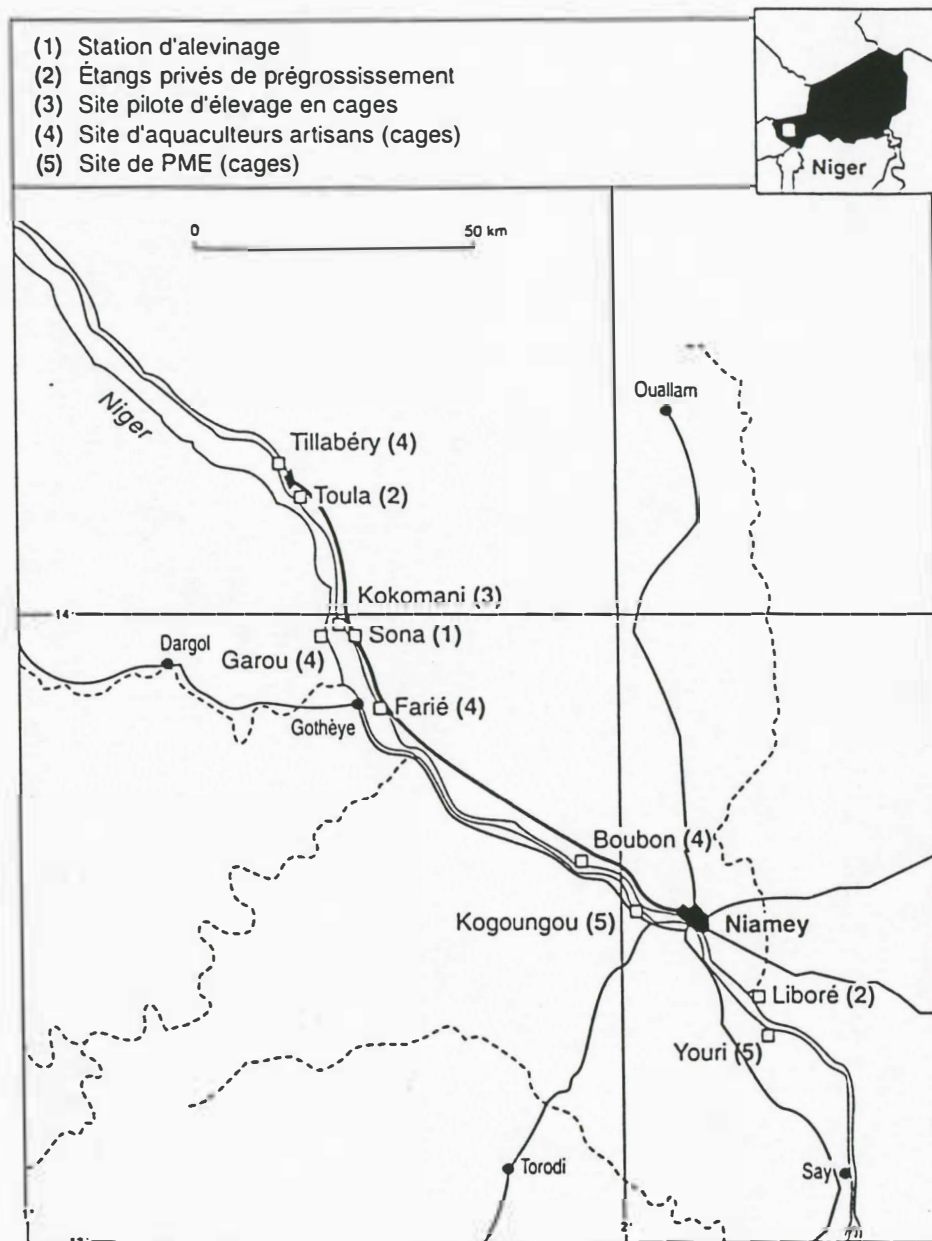 (1) Station d'alevinage
(2) Étangs privés de prégrossissement
(3) Site pilote d'élevage en cages
(4) Site d'aquaculteurs artisans (cages)
(5) Site de PME (cages)
Niger
0 50 km
Ouallam
Niger
Tillabéry (4)
Toula (2)
Kokomani (3)
14°
Sona (1)
Dargol
Garou (4)
Farié (4)
Gothèye
Boubon (4)
Kogoungou (5)
Niamey
Liboré (2)
Youri (5)
Torodi
Say
1°
2°